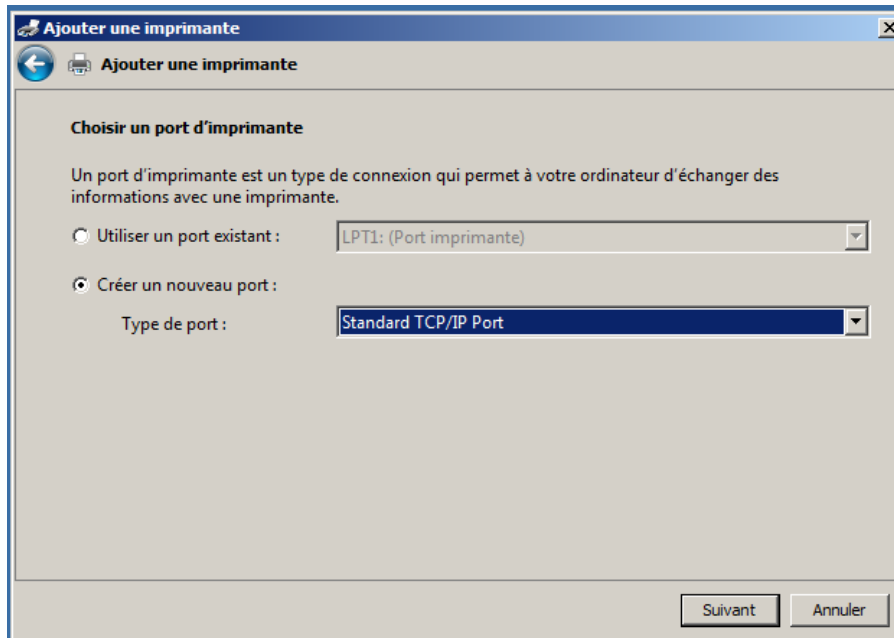 Ajouter une imprimante
Ajouter une imprimante
Choisir un port d'imprimante
Un port d'imprimante est un type de connexion qui permet à votre ordinateur d'échanger des
informations avec une imprimante.
Utiliser un port existant : LPT1: (Port imprimante)
Créer un nouveau port :
Type de port : Standard TCP/IP Port
Suivant Annuler